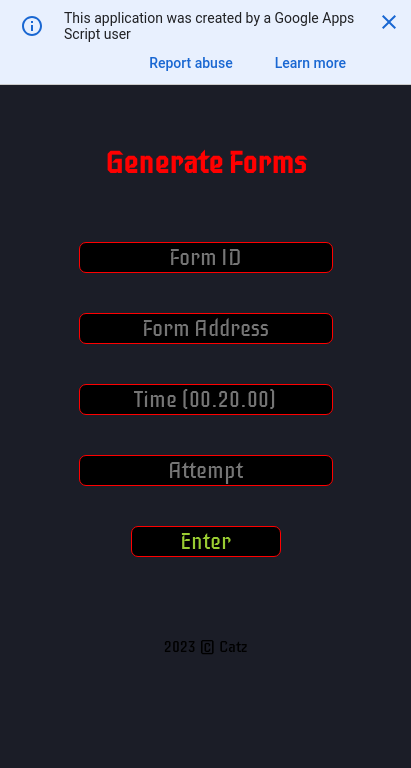 This application was created by a Google Apps
Script user
Report abuse Learn more
Generate Forms
Form ID
Form Address
Time (00.20.00)
Attempt
Enter
2023 © Catz